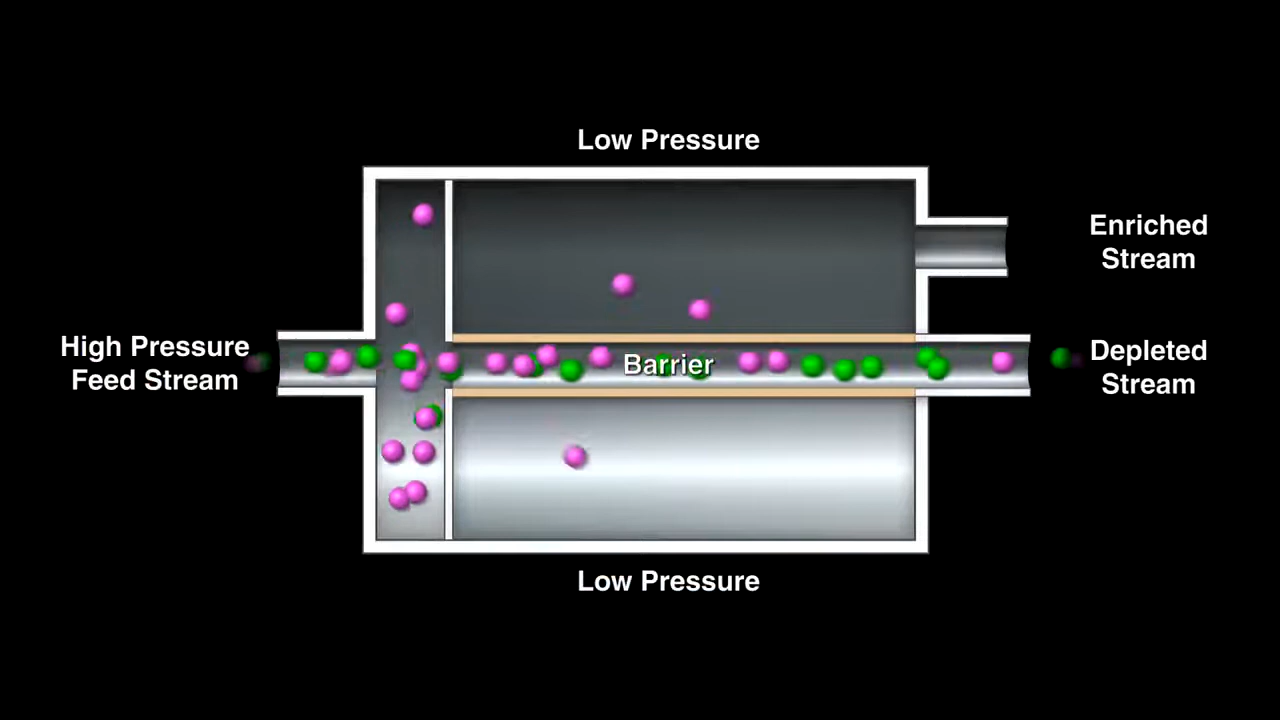 Low Pressure
Enriched
Stream
High Pressure
Feed Stream
Barrier
Depleted
Stream
Low Pressure